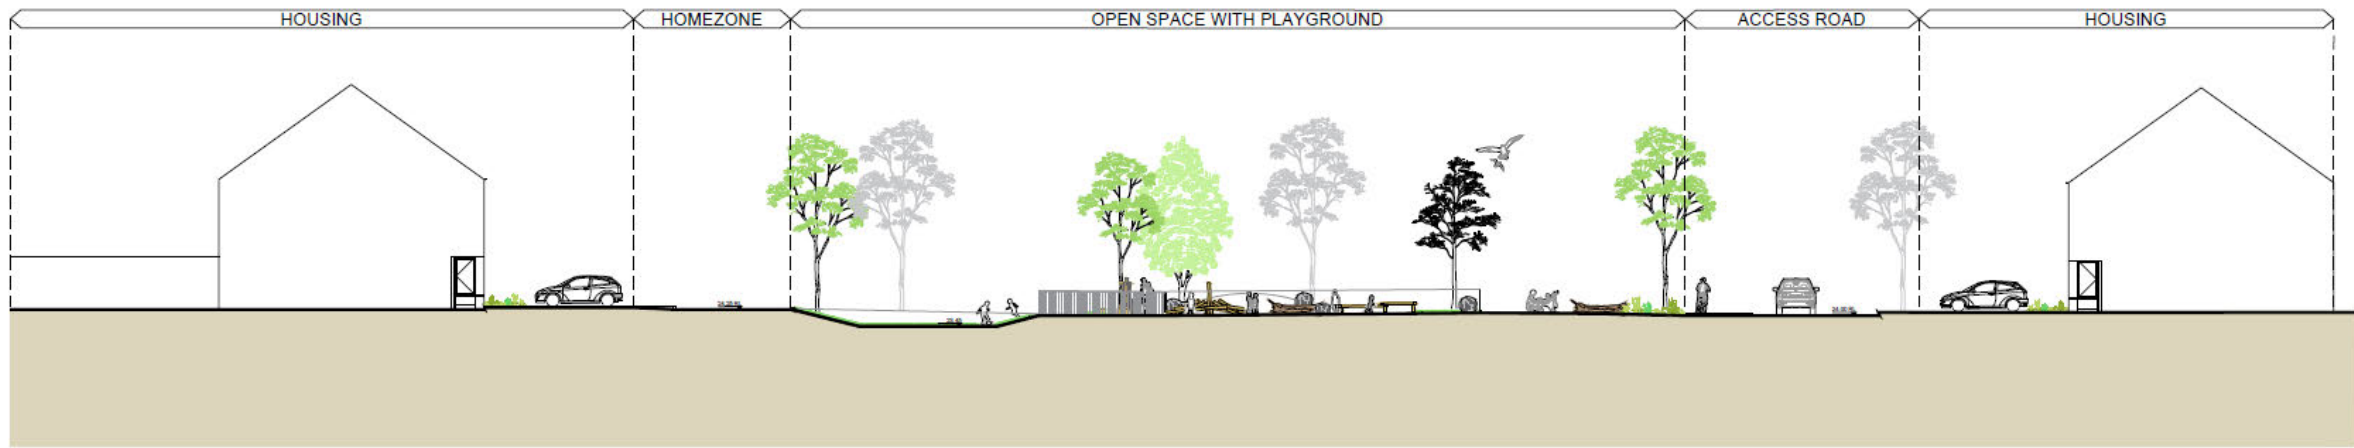 HOUSING
HOMEZONE
OPEN SPACE WITH PLAYGROUND
ACCESS ROAD
HOUSING